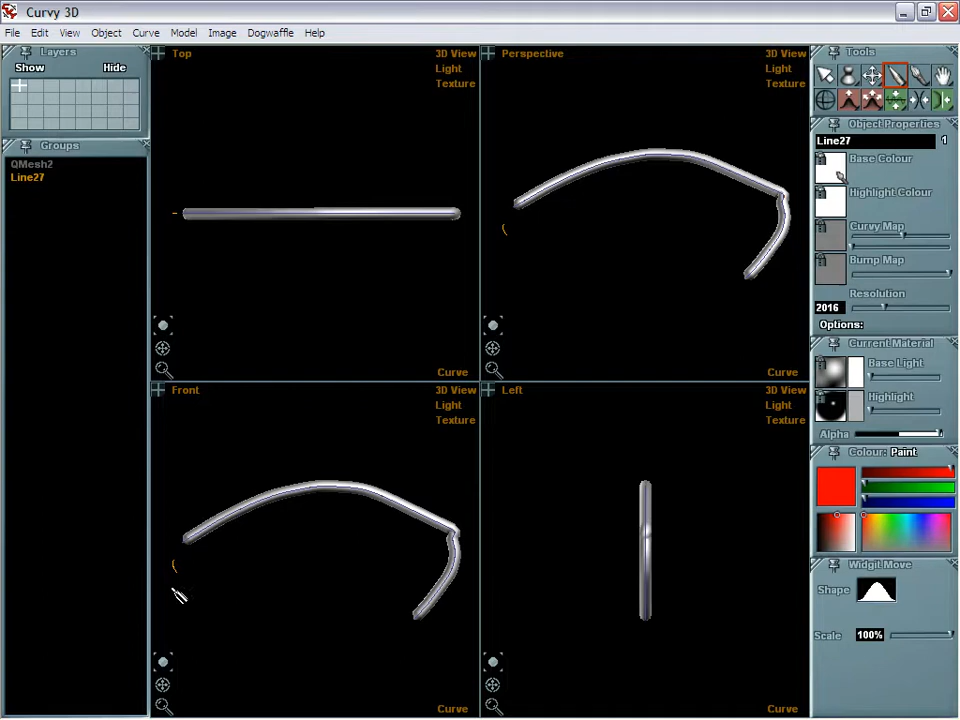 Curvy 3D
File Edit View Object Curve Model Image Dogwaffle Help
Layers
Show Hide
Groups
QMesh2
Line27
Top
3D View
Light
Texture
Curve
Perspective
3D View
Light
Texture
Curve
Front
3D View
Light
Texture
Curve
Left
3D View
Light
Texture
Curve
Tools
Object Properties
Line27 1
Base Colour
Highlight Colour
Curvy Map
Bump Map
Resolution
2016
Options:
Current Material
Base Light
Highlight
Alpha
Colour: Paint
Widgit Move
Shape
Scale 100%